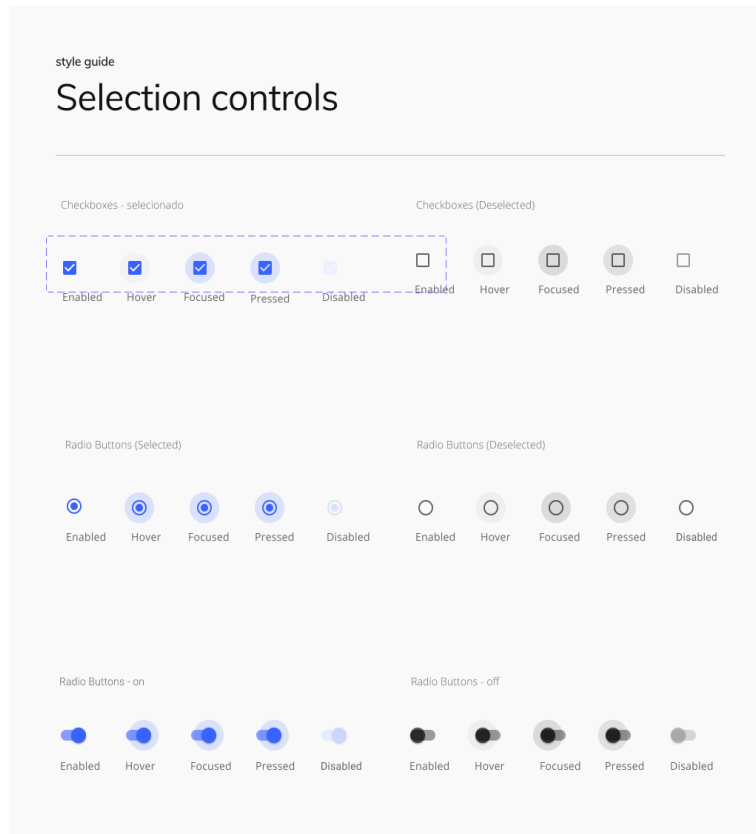 style guide
Selection controls
Checkboxes - selecionado
Checkboxes (Deselected)
Enabled Hover Focused Pressed Disabled
Enabled Hover Focused Pressed Disabled
Radio Buttons (Selected)
Radio Buttons (Deselected)
Enabled Hover Focused Pressed Disabled
Enabled Hover Focused Pressed Disabled
Radio Buttons - on
Radio Buttons - off
Enabled Hover Focused Pressed Disabled
Enabled Hover Focused Pressed Disabled